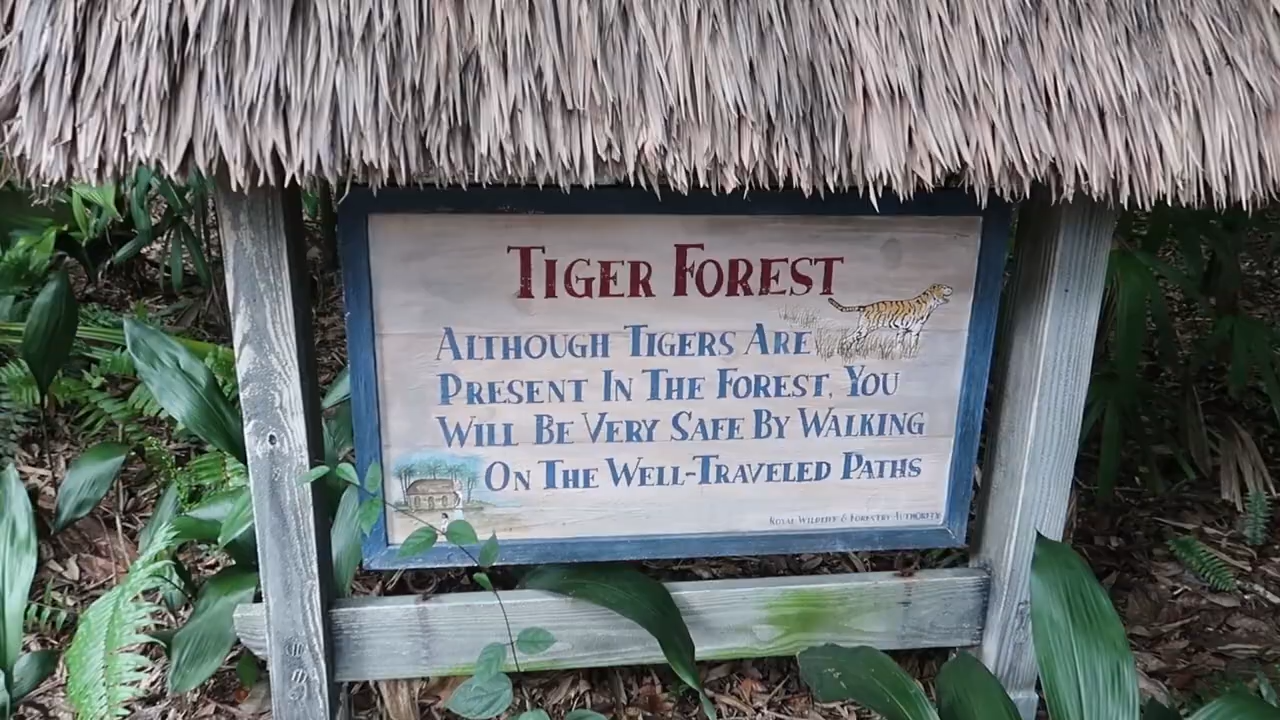 Tiger Forest
Although Tigers Are
Present In The Forest, You
Will Be Very Safe By Walking
On The Well-Traveled Paths
Royal Wildlife & Forestry Authority